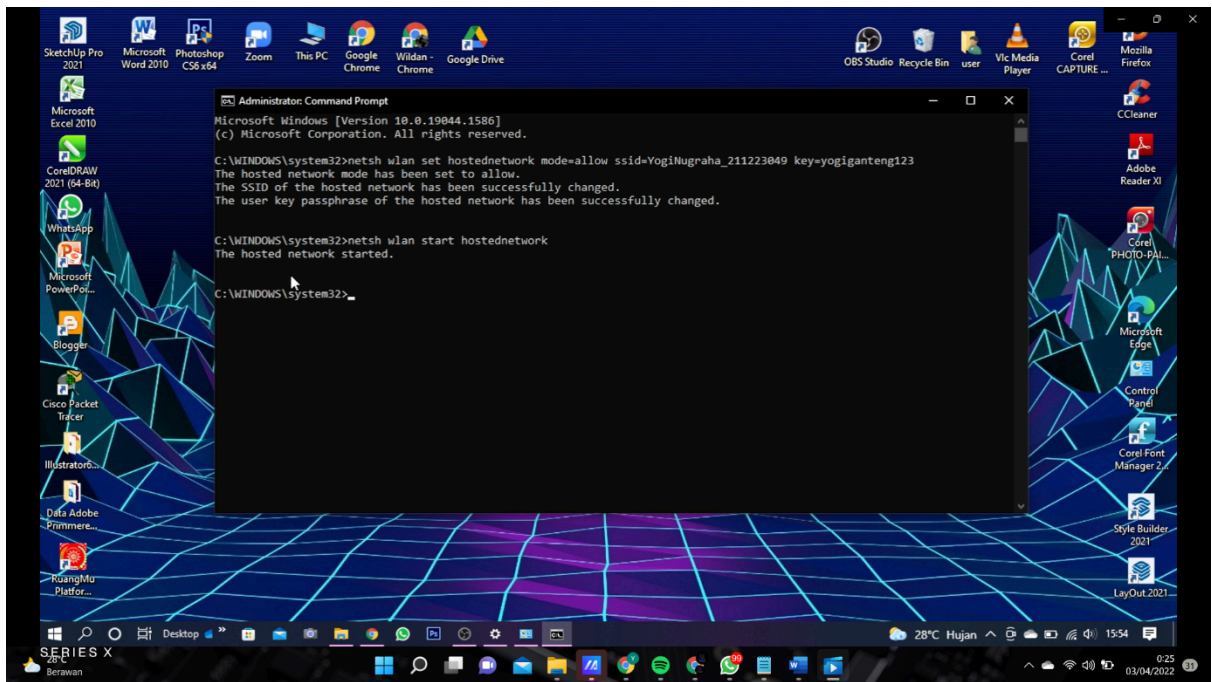 SketchUp Pro
2021
Microsoft
Word 2010
Photoshop
CS6 x64
Zoom
This PC
Google
Chrome
Wildan -
Chrome
Google Drive
OBS Studio
Recycle Bin
user
Vlc Media
Player
Corel
CAPTURE ...
Mozilla
Firefox
Microsoft
Excel 2010
CorelDRAW
2021 (64-Bit)
WhatsApp
Microsoft
PowerPoi...
Blogger
Cisco Packet
Tracer
Illustrator6...
Data Adobe
Primmere...
RuangMu
Platfor...
Administrator: Command Prompt
Microsoft Windows [Version 10.0.19044.1586]
(c) Microsoft Corporation. All rights reserved.
C:\WINDOWS\system32>netsh wlan set hostednetwork mode=allow ssid=YogiNugraha_211223049 key=yogiganteng123
The hosted network mode has been set to allow.
The SSID of the hosted network has been successfully changed.
The user key passphrase of the hosted network has been successfully changed.
C:\WINDOWS\system32>netsh wlan start hostednetwork
The hosted network started.
C:\WINDOWS\system32>_
CCleaner
Adobe
Reader XI
Corel
PHOTO-PAI...
Microsoft
Edge
Control
Panel
Corel Font
Manager 2...
Style Builder
2021
LayOut 2021
Desktop
28°C Hujan
15:54
SERIES X
28°C
Berawan
99
0:25
03/04/2022
31